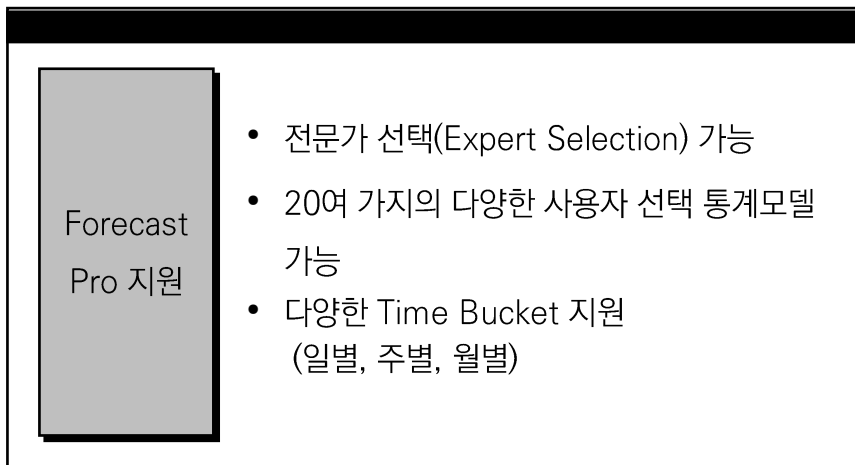 Forecast
Pro 지원
• 전문가 선택(Expert Selection) 가능
• 20여 가지의 다양한 사용자 선택 통계모델
가능
• 다양한 Time Bucket 지원
(일별, 주별, 월별)